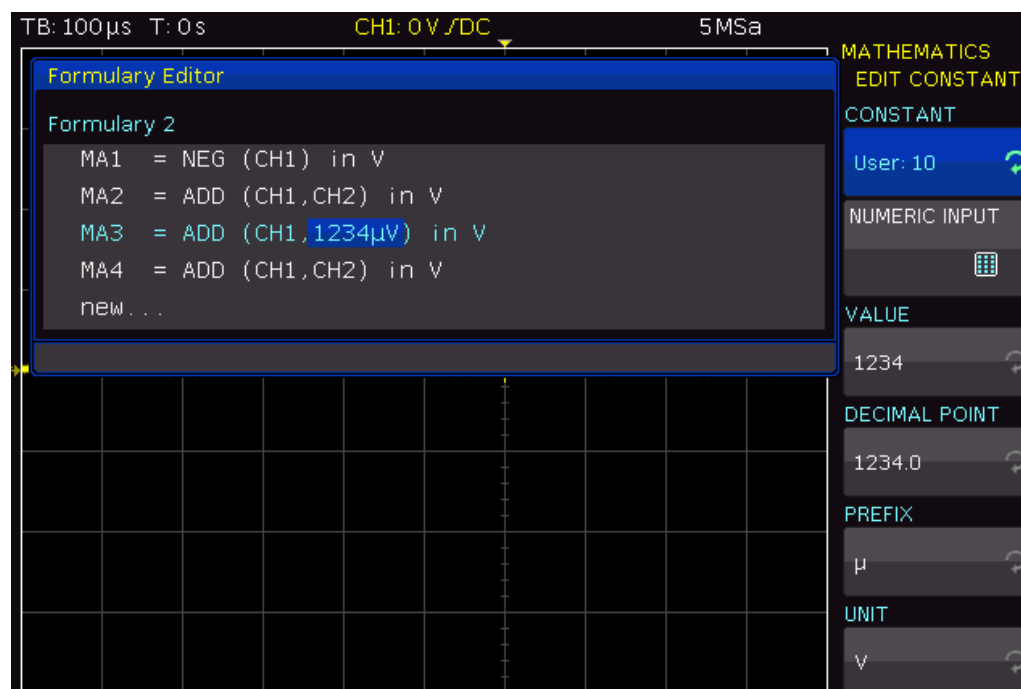 TB: 100µs T: 0s CH1: 0V⎓/DC 5MSa
MATHEMATICS
EDIT CONSTANT
Formulary Editor
Formulary 2
MA1 = NEG (CH1) in V
MA2 = ADD (CH1,CH2) in V
MA3 = ADD (CH1,1234µV) in V
MA4 = ADD (CH1,CH2) in V
new...
CONSTANT
User: 10
NUMERIC INPUT
VALUE
1234
DECIMAL POINT
1234.0
PREFIX
µ
UNIT
V